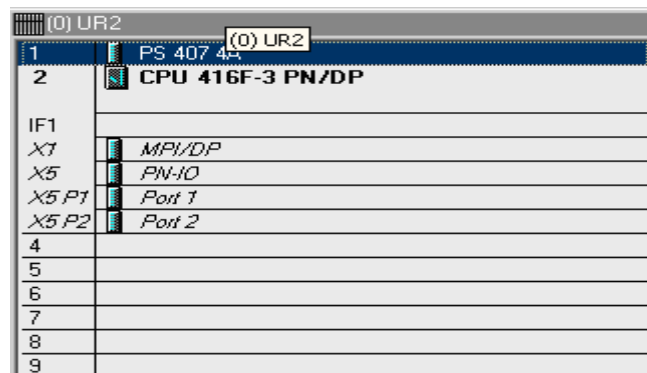 (0) UR2
(0) UR2
1 PS 407 4A
2 CPU 416F-3 PN/DP
IF1
X1 MPI/DP
X5 PN-IO
X5 P1 Port 1
X5 P2 Port 2
4
5
6
7
8
9